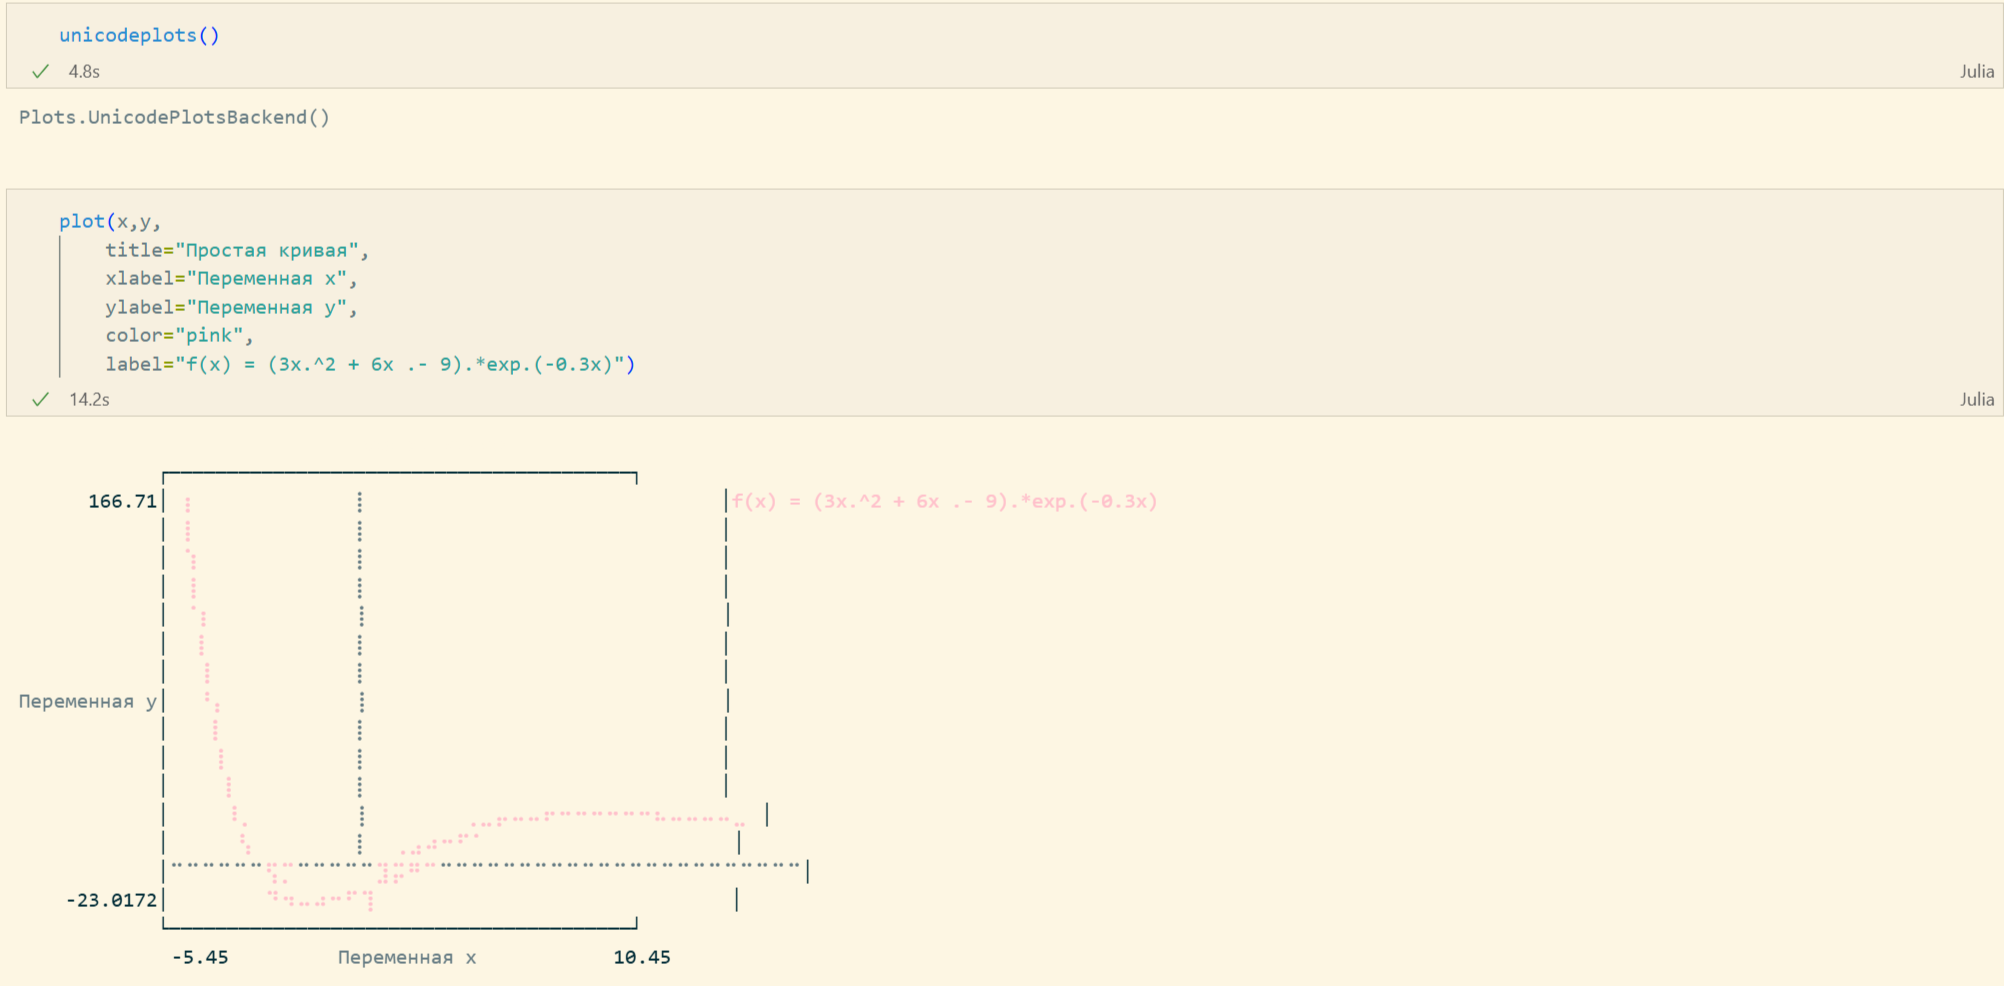 unicodeplots()
4.8s
Julia
Plots.UnicodePlotsBackend()
plot(x,y,
title="Простая кривая",
xlabel="Переменная x",
ylabel="Переменная y",
color="pink",
label="f(x) = (3x.^2 + 6x .- 9).*exp.(-0.3x)")
14.2s
Julia
166.71
f(x) = (3x.^2 + 6x .- 9).*exp.(-0.3x)
Переменная y
-23.0172
-5.45 Переменная x 10.45